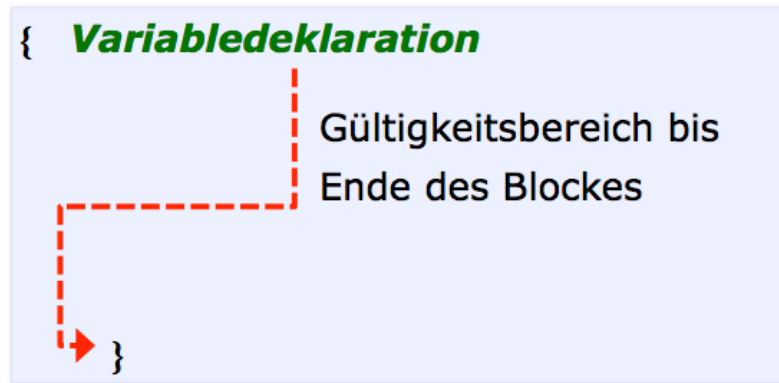 { Variabledeklaration
Gültigkeitsbereich bis
Ende des Blockes
}